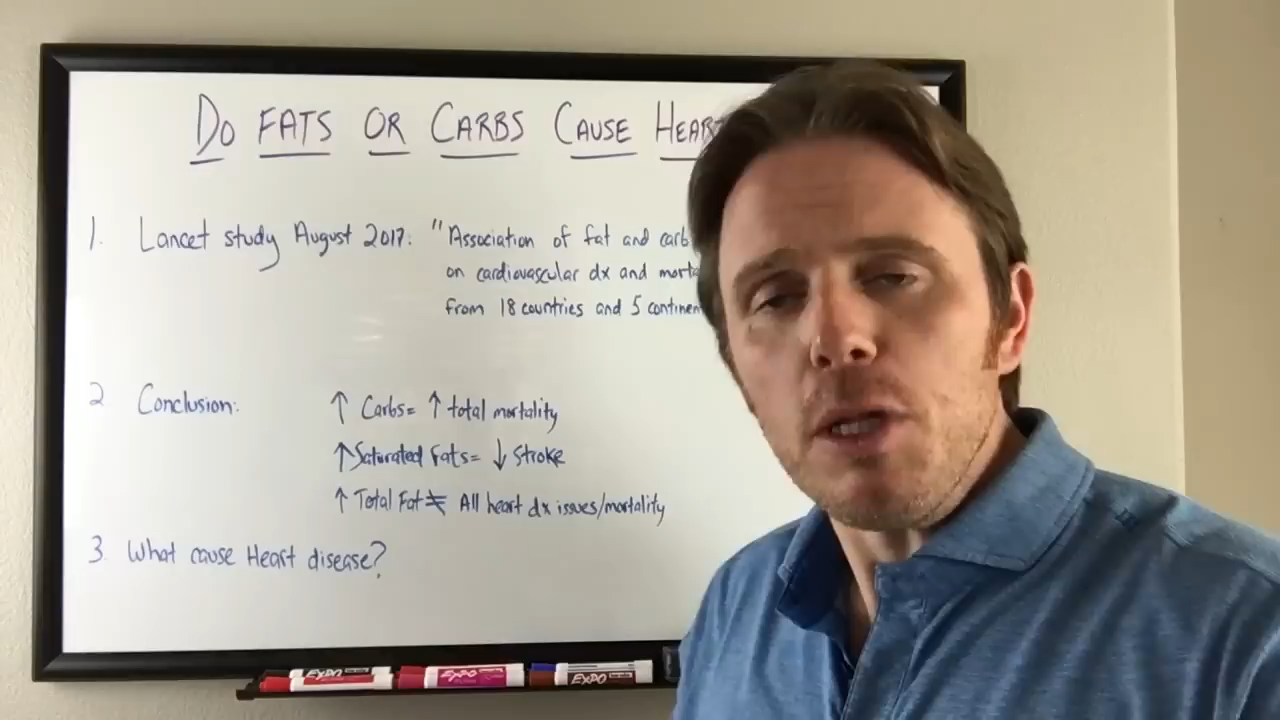 DO FATS OR CARBS CAUSE HEAR
1. Lancet study August 2017: "Association of fat and carb
on cardiovascular dx and morta
from 18 countries and 5 continen
2 Conclusion: ↑ Carbs= ↑ total mortality
↑ Saturated Fats= ↓ Stroke
↑ Total Fat ≠ All heart dx issues/mortality
3. What cause Heart disease?
EXPO EXPO EXPO